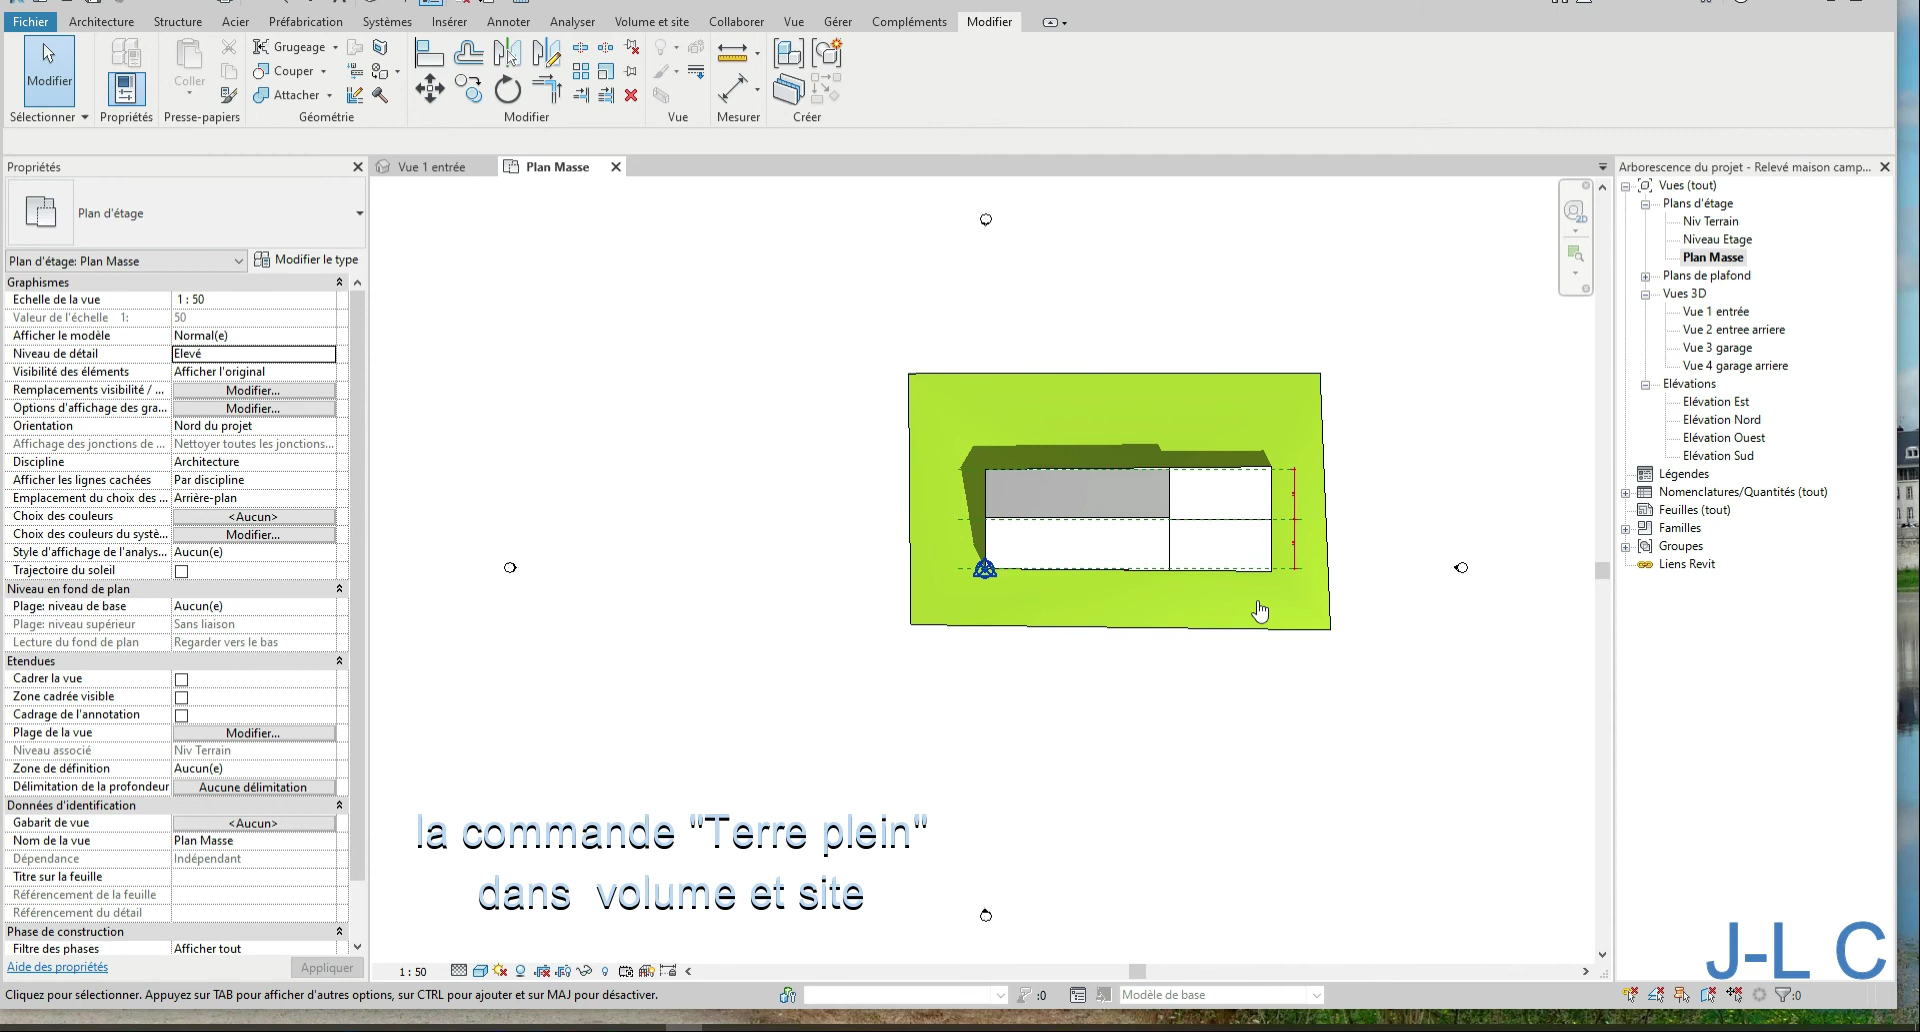 Fichier Architecture Structure Acier Préfabrication Systèmes Insérer Annoter Analyser Volume et site Collaborer Vue Gérer Compléments Modifier
Modifier
Coller
Grugeage
Couper
Attacher
Sélectionner Propriétés Presse-papiers Géométrie Modifier Vue Mesurer Créer
Propriétés
Plan d'étage
Plan d'étage: Plan Masse Modifier le type
Graphismes
Echelle de la vue 1 : 50
Valeur de l'échelle 1: 50
Afficher le modèle Normal(e)
Niveau de détail Elevé
Visibilité des éléments Afficher l'original
Remplacements visibilité / ... Modifier...
Options d'affichage des gra... Modifier...
Orientation Nord du projet
Affichage des jonctions de ... Nettoyer toutes les jonctions...
Discipline Architecture
Afficher les lignes cachées Par discipline
Emplacement du choix des ... Arrière-plan
Choix des couleurs <Aucun>
Choix des couleurs du systè... Modifier...
Style d'affichage de l'analys... Aucun(e)
Trajectoire du soleil
Niveau en fond de plan
Plage: niveau de base Aucun(e)
Plage: niveau supérieur Sans liaison
Lecture du fond de plan Regarder vers le bas
Etendues
Cadrer la vue
Zone cadrée visible
Cadrage de l'annotation
Plage de la vue Modifier...
Niveau associé Niv Terrain
Zone de définition Aucun(e)
Délimitation de la profondeur Aucune délimitation
Données d'identification
Gabarit de vue <Aucun>
Nom de la vue Plan Masse
Dépendance Indépendant
Titre sur la feuille
Référencement de la feuille
Référencement du détail
Phase de construction
Filtre des phases Afficher tout
Aide des propriétés Appliquer
Vue 1 entrée Plan Masse
2D
la commande "Terre plein"
dans volume et site
1 : 50
Arborescence du projet - Relevé maison camp...
Vues (tout)
Plans d'étage
Niv Terrain
Niveau Etage
Plan Masse
Plans de plafond
Vues 3D
Vue 1 entrée
Vue 2 entree arriere
Vue 3 garage
Vue 4 garage arriere
Elévations
Elévation Est
Elévation Nord
Elévation Ouest
Elévation Sud
Légendes
Nomenclatures/Quantités (tout)
Feuilles (tout)
Familles
Groupes
Liens Revit
J-L C
Cliquez pour sélectionner. Appuyez sur TAB pour afficher d'autres options, sur CTRL pour ajouter et sur MAJ pour désactiver. :0 Modèle de base :0